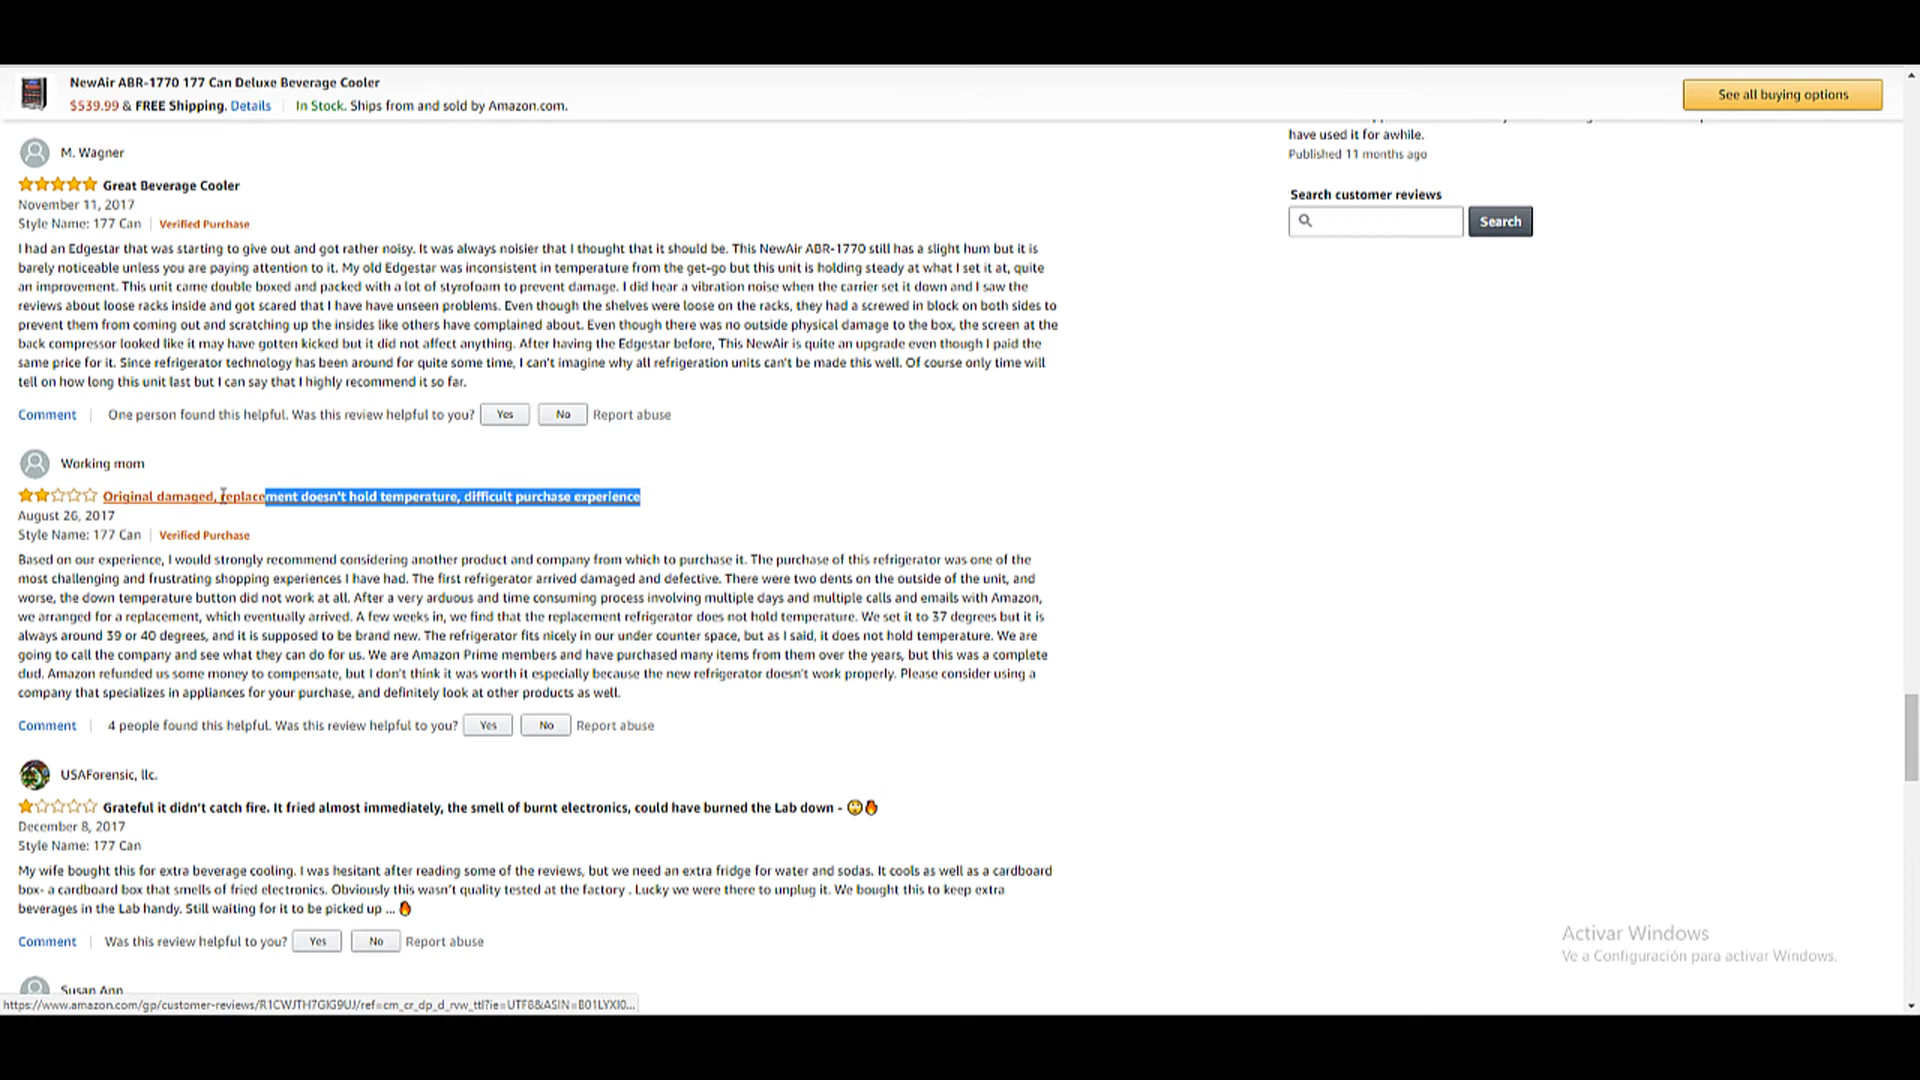 NewAir ABR-1770 177 Can Deluxe Beverage Cooler
$539.99 & FREE Shipping. Details | In Stock. Ships from and sold by Amazon.com.
See all buying options
have used it for awhile.
Published 11 months ago
Search customer reviews
Search
M. Wagner
Great Beverage Cooler
November 11, 2017
Style Name: 177 Can | Verified Purchase
I had an Edgestar that was starting to give out and got rather noisy. It was always noisier that I thought that it should be. This NewAir ABR-1770 still has a slight hum but it is
barely noticeable unless you are paying attention to it. My old Edgestar was inconsistent in temperature from the get-go but this unit is holding steady at what I set it at, quite
an improvement. This unit came double boxed and packed with a lot of styrofoam to prevent damage. I did hear a vibration noise when the carrier set it down and I saw the
reviews about loose racks inside and got scared that I have have unseen problems. Even though the shelves were loose on the racks, they had a screwed in block on both sides to
prevent them from coming out and scratching up the insides like others have complained about. Even though there was no outside physical damage to the box, the screen at the
back compressor looked like it may have gotten kicked but it did not affect anything. After having the Edgestar before, This NewAir is quite an upgrade even though I paid the
same price for it. Since refrigerator technology has been around for quite some time, I can't imagine why all refrigeration units can't be made this well. Of course only time will
tell on how long this unit last but I can say that I highly recommend it so far.
Comment | One person found this helpful. Was this review helpful to you? Yes No Report abuse
Working mom
Original damaged, replacement doesn't hold temperature, difficult purchase experience
August 26, 2017
Style Name: 177 Can | Verified Purchase
Based on our experience, I would strongly recommend considering another product and company from which to purchase it. The purchase of this refrigerator was one of the
most challenging and frustrating shopping experiences I have had. The first refrigerator arrived damaged and defective. There were two dents on the outside of the unit, and
worse, the down temperature button did not work at all. After a very arduous and time consuming process involving multiple days and multiple calls and emails with Amazon,
we arranged for a replacement, which eventually arrived. A few weeks in, we find that the replacement refrigerator does not hold temperature. We set it to 37 degrees but it is
always around 39 or 40 degrees, and it is supposed to be brand new. The refrigerator fits nicely in our under counter space, but as I said, it does not hold temperature. We are
going to call the company and see what they can do for us. We are Amazon Prime members and have purchased many items from them over the years, but this was a complete
dud. Amazon refunded us some money to compensate, but I don't think it was worth it especially because the new refrigerator doesn't work properly. Please consider using a
company that specializes in appliances for your purchase, and definitely look at other products as well.
Comment | 4 people found this helpful. Was this review helpful to you? Yes No Report abuse
USAForensic, llc.
Grateful it didn't catch fire. It fried almost immediately, the smell of burnt electronics, could have burned the Lab down - 🙄🔥
December 8, 2017
Style Name: 177 Can
My wife bought this for extra beverage cooling. I was hesitant after reading some of the reviews, but we need an extra fridge for water and sodas. It cools as well as a cardboard
box- a cardboard box that smells of fried electronics. Obviously this wasn't quality tested at the factory . Lucky we were there to unplug it. We bought this to keep extra
beverages in the Lab handy. Still waiting for it to be picked up ... 🔥
Comment | Was this review helpful to you? Yes No Report abuse
Susan Ann
https://www.amazon.com/gp/customer-reviews/R1CWJTH7GIG9UJ/ref=cm_cr_dp_d_rvw_ttl?ie=UTF8&ASIN=B01LYXI0...
Activar Windows
Ve a Configuración para activar Windows.